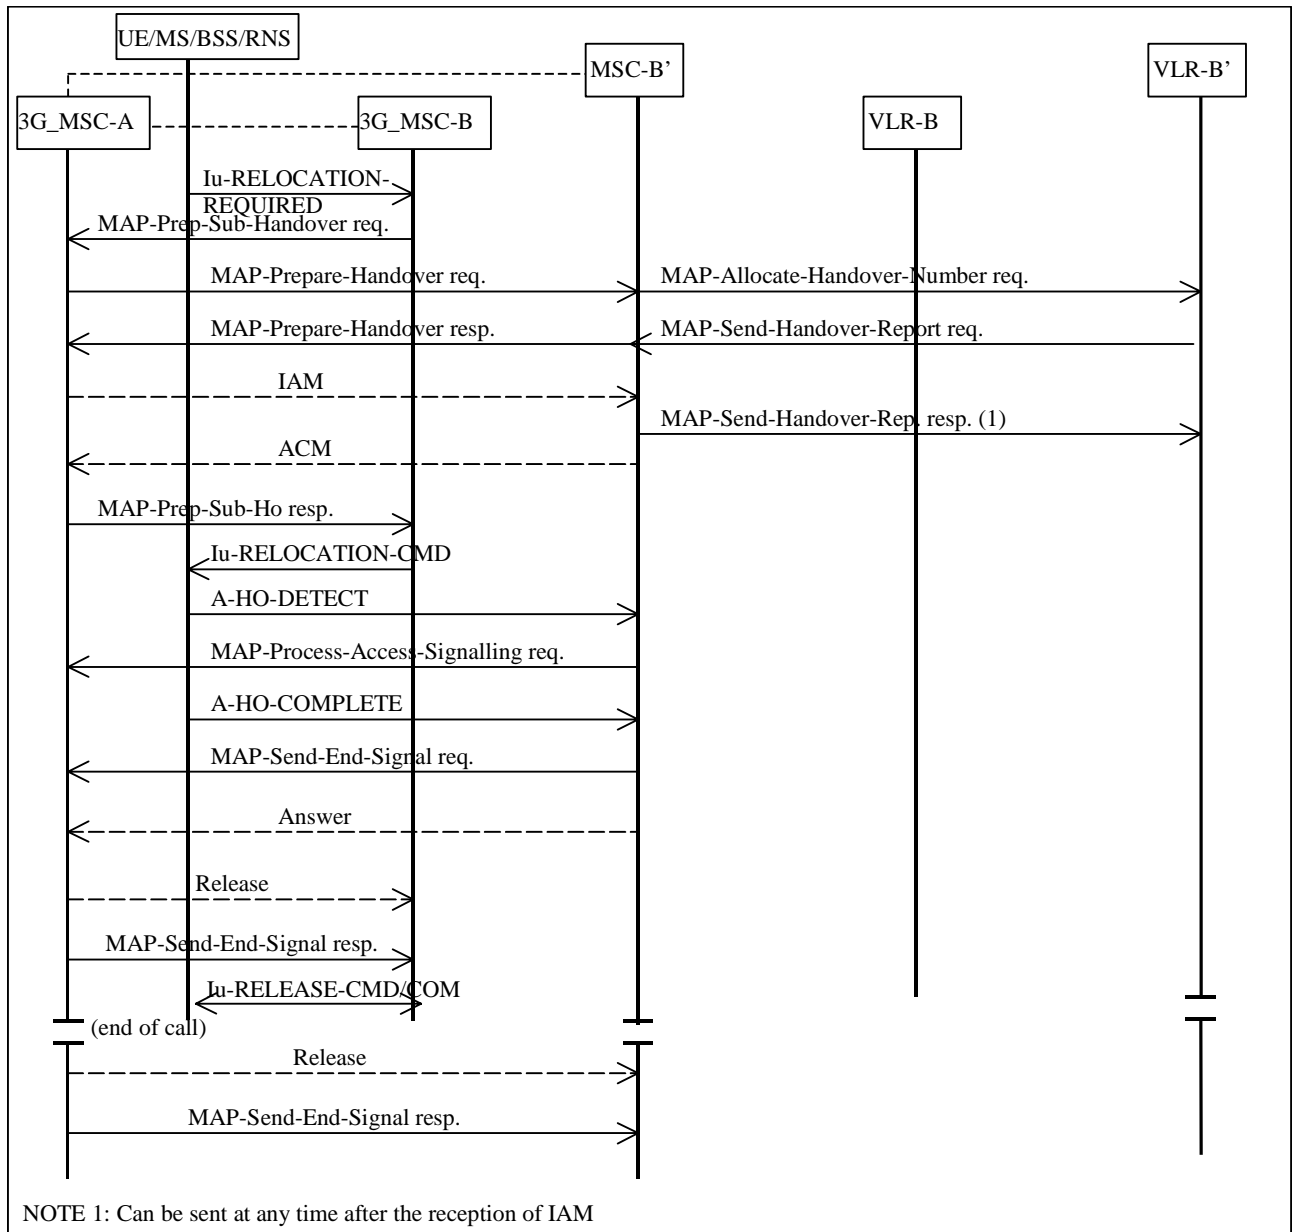 UE/MS/BSS/RNS
MSC-B’
VLR-B’
3G_MSC-A
3G_MSC-B
VLR-B
Iu-RELOCATION-
REQUIRED
MAP-Prep-Sub-Handover req.
MAP-Prepare-Handover req.
MAP-Allocate-Handover-Number req.
MAP-Prepare-Handover resp.
MAP-Send-Handover-Report req.
IAM
MAP-Send-Handover-Rep. resp. (1)
ACM
MAP-Prep-Sub-Ho resp.
Iu-RELOCATION-CMD
A-HO-DETECT
MAP-Process-Access-Signalling req.
A-HO-COMPLETE
MAP-Send-End-Signal req.
Answer
Release
MAP-Send-End-Signal resp.
Iu-RELEASE-CMD/COM
(end of call)
Release
MAP-Send-End-Signal resp.
NOTE 1: Can be sent at any time after the reception of IAM